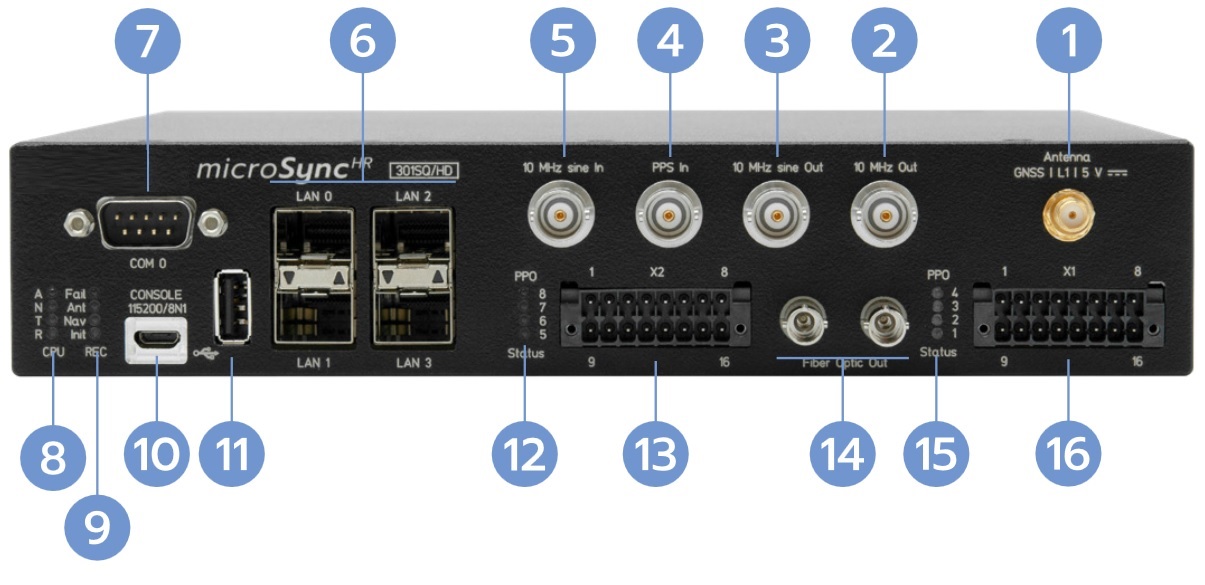 7
6
5
4
3
2
1
microSync HR 301SQ/HD
10 MHz sine In
PPS In
10 MHz sine Out
10 MHz Out
Antenna
GNSS | L1 | 5 V
LAN 0
LAN 2
COM 0
A
N
T
R
CPU
Fail
Ant
Nav
Init
REC
CONSOLE
115200/8N1
LAN 1
LAN 3
PPO
8
7
6
5
Status
1 X2 8
9 16
Fiber Optic Out
PPO
4
3
2
1
Status
1 X1 8
9 16
8
9
10
11
12
13
14
15
16